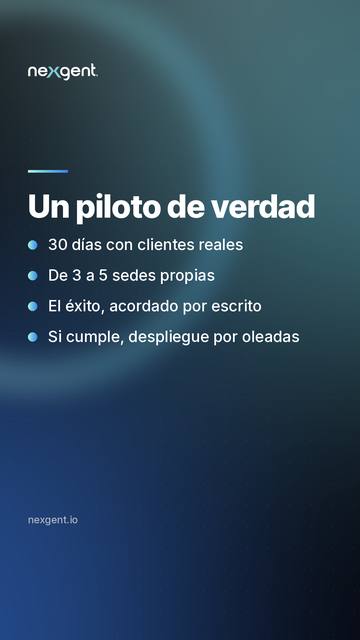 nexgent.
Un piloto de verdad
30 días con clientes reales
De 3 a 5 sedes propias
El éxito, acordado por escrito
Si cumple, despliegue por oleadas
nexgent.io